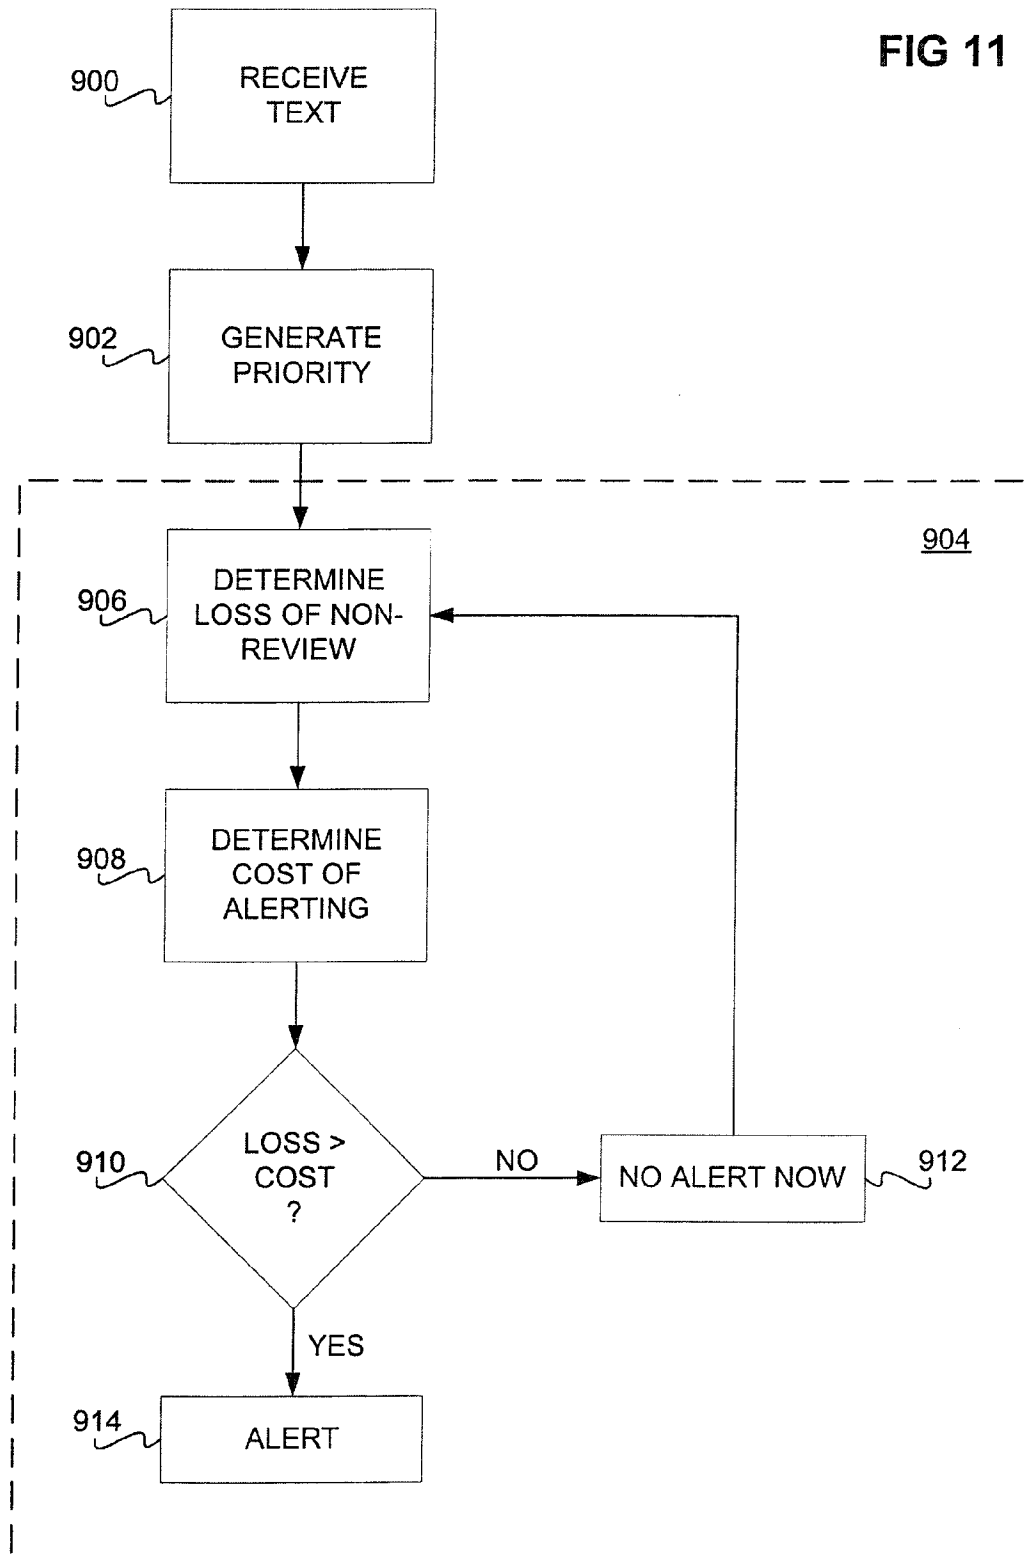 FIG 11
900
RECEIVE
TEXT
902
GENERATE
PRIORITY
904
906
DETERMINE
LOSS OF NON-
REVIEW
908
DETERMINE
COST OF
ALERTING
910
LOSS >
COST
?
NO
NO ALERT NOW
912
YES
914
ALERT